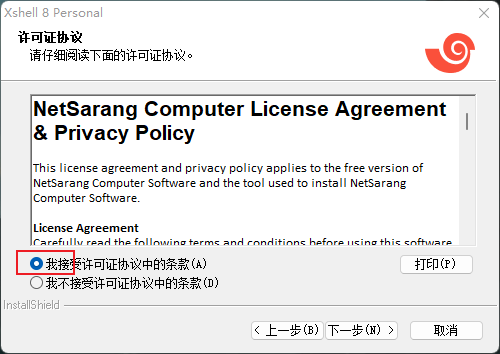 Xshell 8 Personal
许可证协议
请仔细阅读下面的许可证协议。
NetSarang Computer License Agreement
& Privacy Policy
This license agreement and privacy policy applies to the free version of
NetSarang Computer Software and the tool used to install NetSarang
Computer Software.
License Agreement
Carefully read the following terms and conditions before using this software.
我接受许可证协议中的条款(A)
打印(P)
我不接受许可证协议中的条款(D)
InstallShield
< 上一步(B)
下一步(N) >
取消